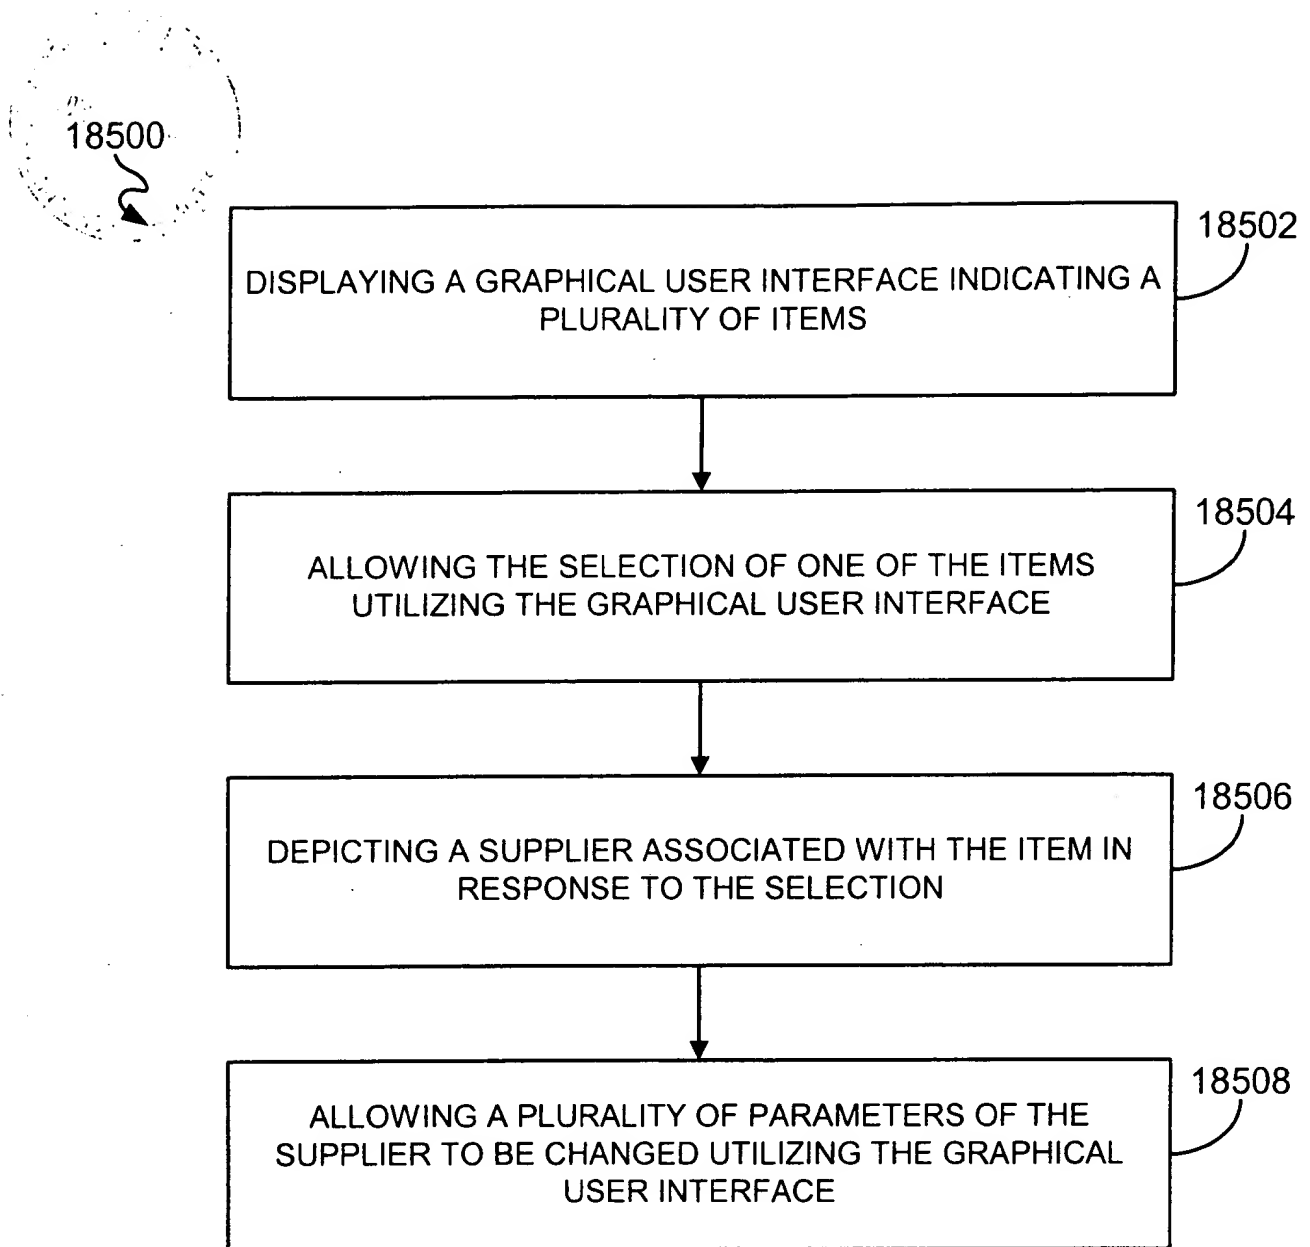 18500
18502
DISPLAYING A GRAPHICAL USER INTERFACE INDICATING A
PLURALITY OF ITEMS
18504
ALLOWING THE SELECTION OF ONE OF THE ITEMS
UTILIZING THE GRAPHICAL USER INTERFACE
18506
DEPICTING A SUPPLIER ASSOCIATED WITH THE ITEM IN
RESPONSE TO THE SELECTION
18508
ALLOWING A PLURALITY OF PARAMETERS OF THE
SUPPLIER TO BE CHANGED UTILIZING THE GRAPHICAL
USER INTERFACE